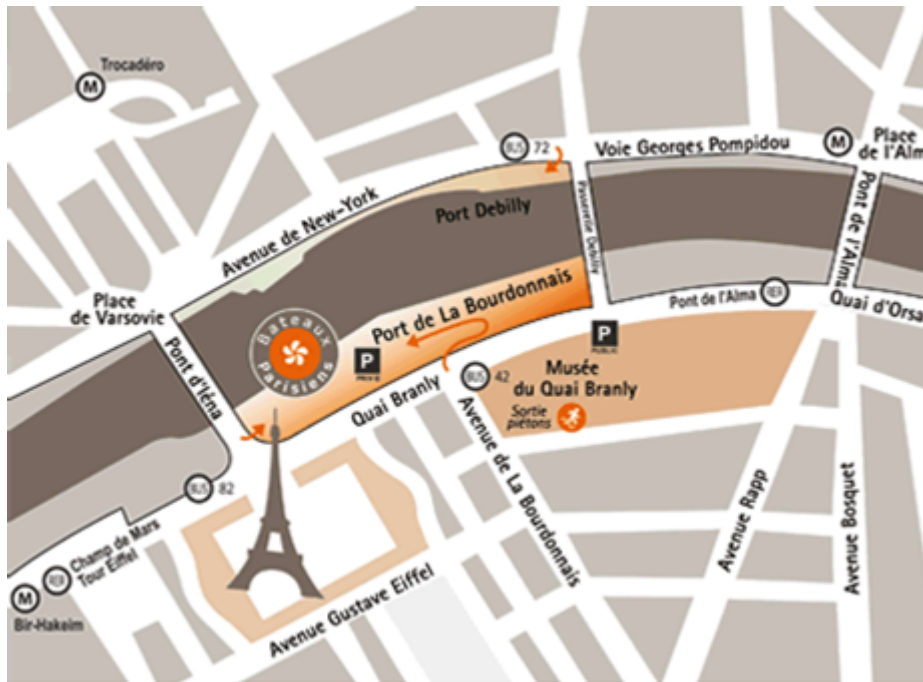 Trocadéro
M
BUS 72
Voie Georges Pompidou
M
Place
de l'Alm
Avenue de New-York
Port Debilly
Passerelle Debilly
Pont de l'Alma
Place
de Varsovie
Pont de l'Alma RER
Quai d'Orsa
Port de La Bourdonnais
Bateaux
Parisiens
P
PRIVÉ
P
PUBLIC
Pont d'Iéna
Quai Branly
BUS 42
Musée
du Quai Branly
Sortie
piétons
Avenue de La Bourdonnais
BUS 82
Avenue Rapp
Avenue Bosquet
RER
Champ de Mars
Tour Eiffel
M
Bir-Hakeim
Avenue Gustave Eiffel